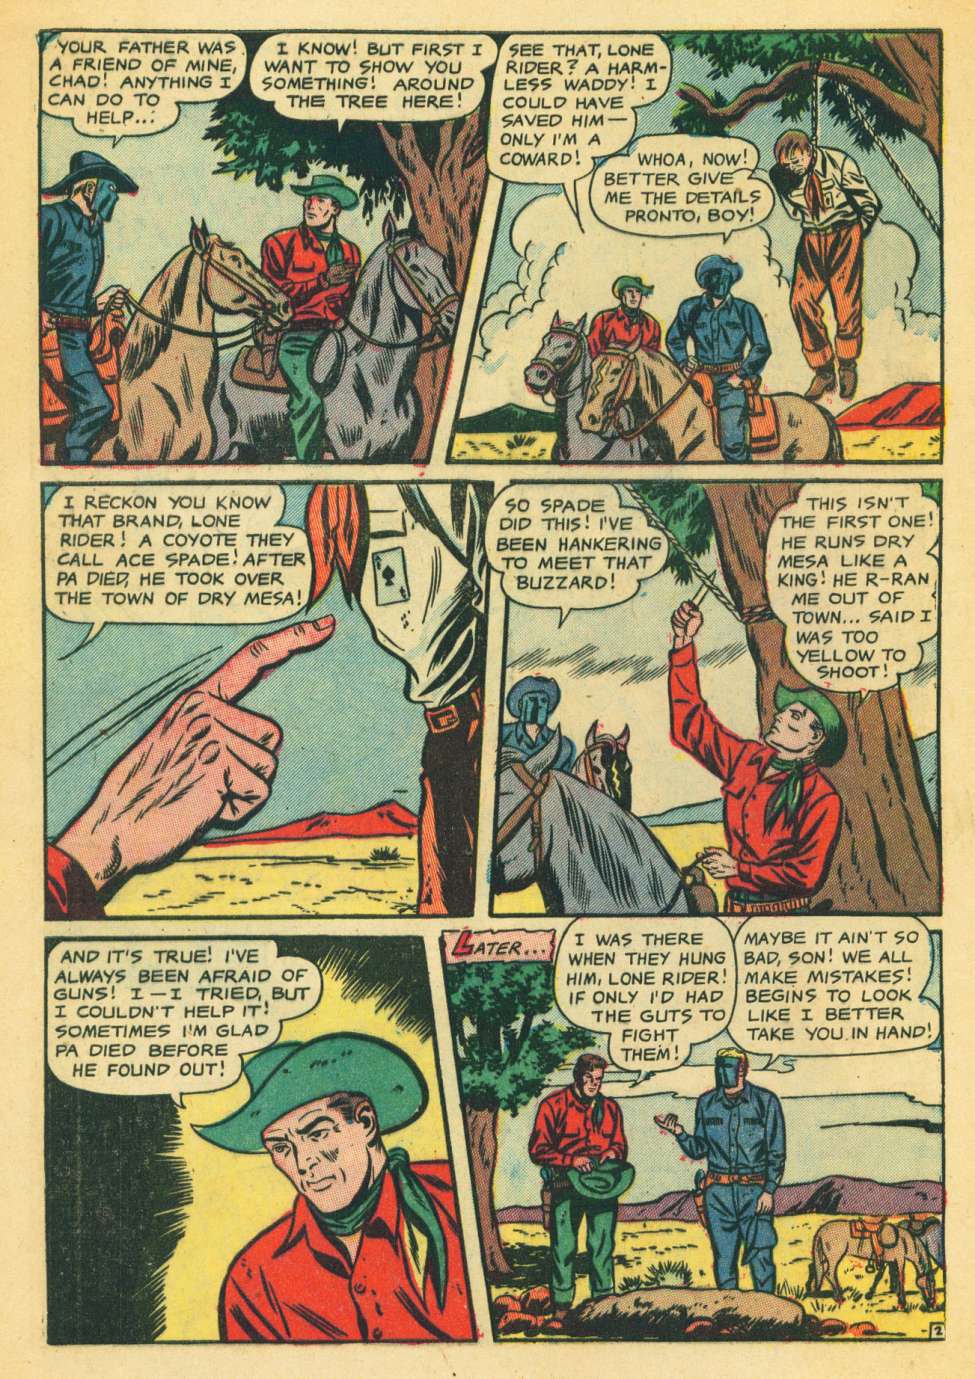 YOUR FATHER WAS
A FRIEND OF MINE,
CHAD! ANYTHING I
CAN DO TO
HELP...
I KNOW! BUT FIRST I
WANT TO SHOW YOU
SOMETHING! AROUND
THE TREE HERE!
SEE THAT, LONE
RIDER? A HARM-
LESS WADDY! I
COULD HAVE
SAVED HIM—
ONLY I'M A
COWARD!
WHOA, NOW!
BETTER GIVE
ME THE DETAILS
PRONTO, BOY!
I RECKON YOU KNOW
THAT BRAND, LONE
RIDER! A COYOTE THEY
CALL ACE SPADE! AFTER
PA DIED, HE TOOK OVER
THE TOWN OF DRY MESA!
SO SPADE
DID THIS! I'VE
BEEN HANKERING
TO MEET THAT
BUZZARD!
THIS ISN'T
THE FIRST ONE!
HE RUNS DRY
MESA LIKE A
KING! HE R-RAN
ME OUT OF
TOWN... SAID I
WAS TOO
YELLOW TO
SHOOT!
AND IT'S TRUE! I'VE
ALWAYS BEEN AFRAID OF
GUNS! I—I TRIED, BUT
I COULDN'T HELP IT!
SOMETIMES I'M GLAD
PA DIED BEFORE
HE FOUND OUT!
LATER...
I WAS THERE
WHEN THEY HUNG
HIM, LONE RIDER!
IF ONLY I'D HAD
THE GUTS TO
FIGHT
THEM!
MAYBE IT AIN'T SO
BAD, SON! WE ALL
MAKE MISTAKES!
BEGINS TO LOOK
LIKE I BETTER
TAKE YOU IN HAND!
2